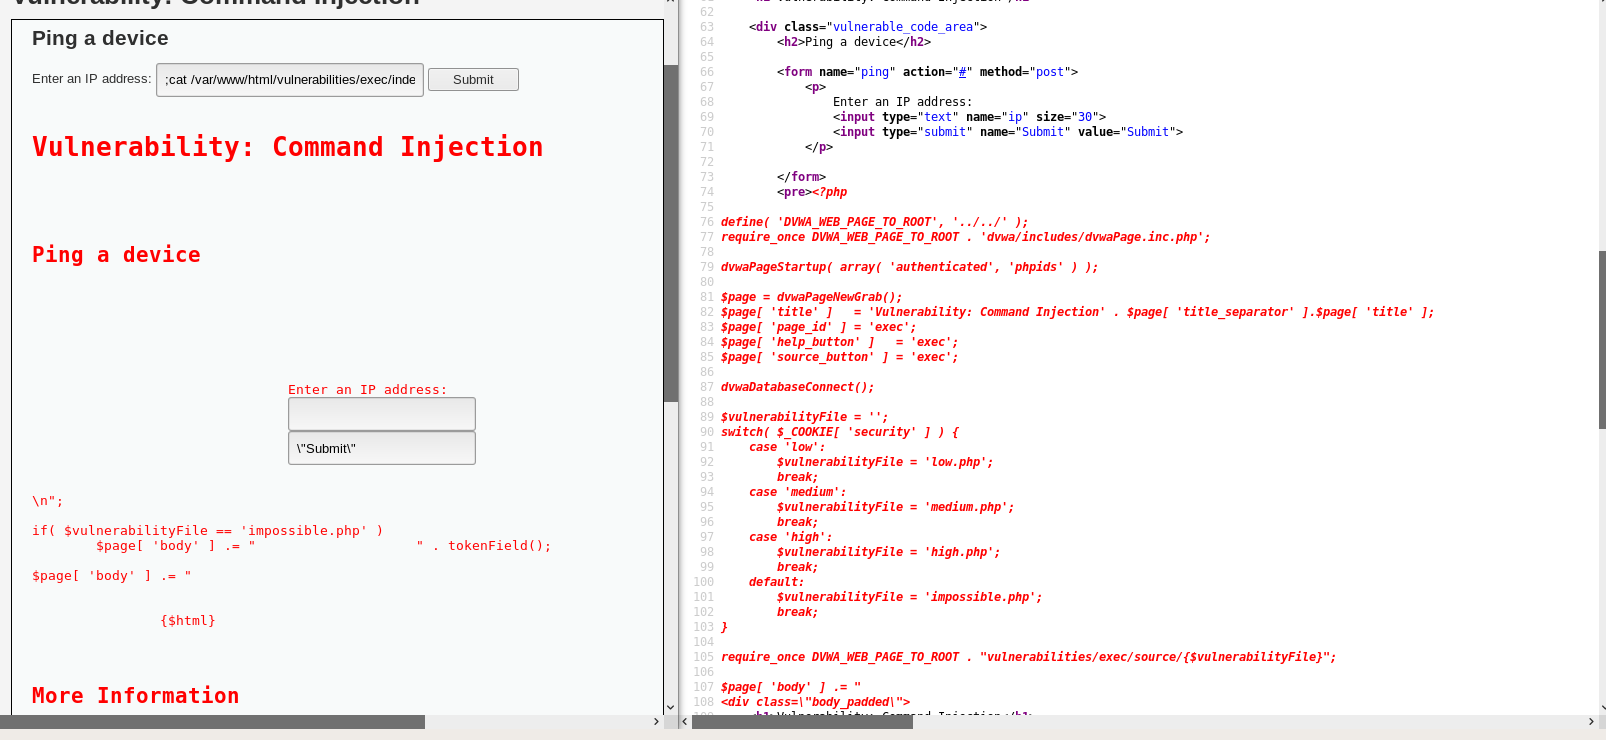 Vulnerability: Command Injection
Ping a device
Enter an IP address: ;cat /var/www/html/vulnerabilities/exec/inde Submit
Vulnerability: Command Injection
Ping a device
Enter an IP address:
\"Submit\"
\n";
if( $vulnerabilityFile == 'impossible.php' )
$page[ 'body' ] .= " " . tokenField();
$page[ 'body' ] .= "
{$html}
More Information
62
63 <div class="vulnerable_code_area">
64 <h2>Ping a device</h2>
65
66 <form name="ping" action="#" method="post">
67 <p>
68 Enter an IP address:
69 <input type="text" name="ip" size="30">
70 <input type="submit" name="Submit" value="Submit">
71 </p>
72
73 </form>
74 <pre><?php
75
76 define( 'DVWA_WEB_PAGE_TO_ROOT', '../../' );
77 require_once DVWA_WEB_PAGE_TO_ROOT . 'dvwa/includes/dvwaPage.inc.php';
78
79 dvwaPageStartup( array( 'authenticated', 'phpids' ) );
80
81 $page = dvwaPageNewGrab();
82 $page[ 'title' ]   = 'Vulnerability: Command Injection' . $page[ 'title_separator' ].$page[ 'title' ];
83 $page[ 'page_id' ] = 'exec';
84 $page[ 'help_button' ]   = 'exec';
85 $page[ 'source_button' ] = 'exec';
86
87 dvwaDatabaseConnect();
88
89 $vulnerabilityFile = '';
90 switch( $_COOKIE[ 'security' ] ) {
91 case 'low':
92 $vulnerabilityFile = 'low.php';
93 break;
94 case 'medium':
95 $vulnerabilityFile = 'medium.php';
96 break;
97 case 'high':
98 $vulnerabilityFile = 'high.php';
99 break;
100 default:
101 $vulnerabilityFile = 'impossible.php';
102 break;
103 }
104
105 require_once DVWA_WEB_PAGE_TO_ROOT . "vulnerabilities/exec/source/{$vulnerabilityFile}";
106
107 $page[ 'body' ] .= "
108 <div class=\"body_padded\">
109 <h1>Vulnerability: Command Injection</h1>